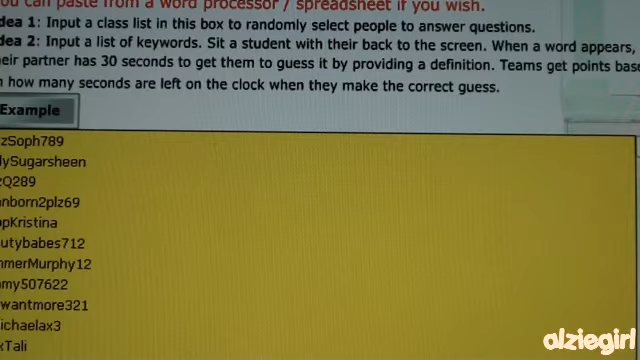 ou can paste from a word processor / spreadsheet if you wish.
dea 1: Input a class list in this box to randomly select people to answer questions.
dea 2: Input a list of keywords. Sit a student with their back to the screen. When a word appears,
eir partner has 30 seconds to get them to guess it by providing a definition. Teams get points base
n how many seconds are left on the clock when they make the correct guess.
Example
zSoph789
lySugarsheen
Q289
anborn2plz69
pKristina
utybabes712
mmerMurphy12
my507622
wantmore321
ichaelax3
xTali
alziegirl